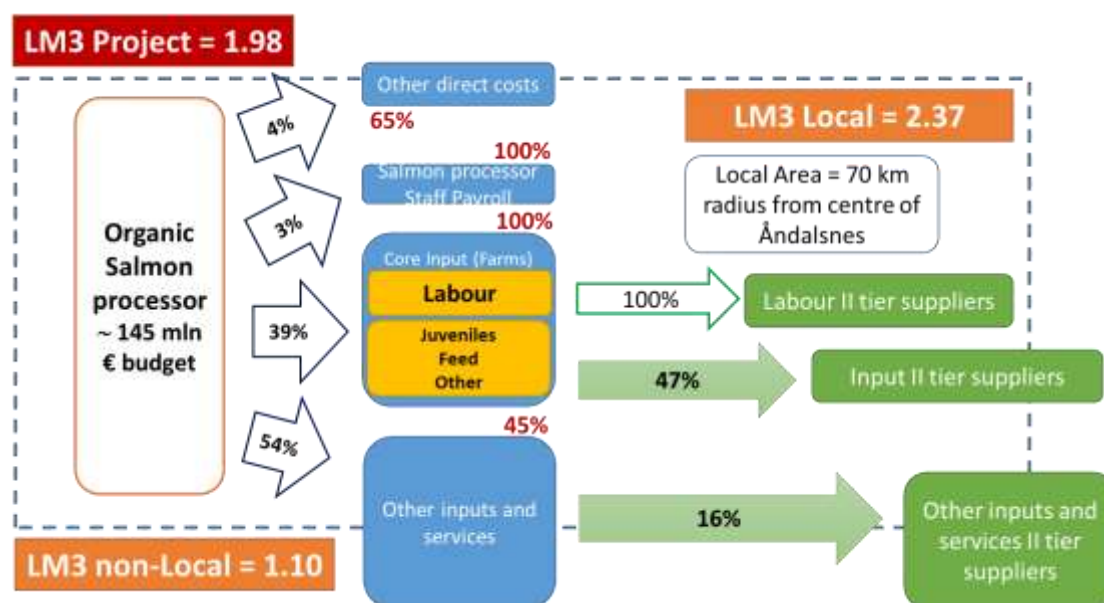 LM3 Project = 1.98
Other direct costs
4%
65%
LM3 Local = 2.37
100%
Salmon processor
Staff Payroll
3%
100%
Local Area = 70 km
radius from centre of
Åndalsnes
Organic
Salmon
processor
~ 145 mln
€ budget
Core Input (Farms)
Labour
100%
Labour II tier suppliers
39%
Juveniles
Feed
Other
47%
Input II tier suppliers
45%
54%
Other inputs and
services
16%
Other inputs and
services II tier
suppliers
LM3 non-Local = 1.10